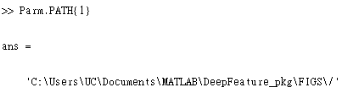 >> Parm.PATH{1}
ans =
'C:\Users\UC\Documents\MATLAB\DeepFeature_pkg\FIGS\/'